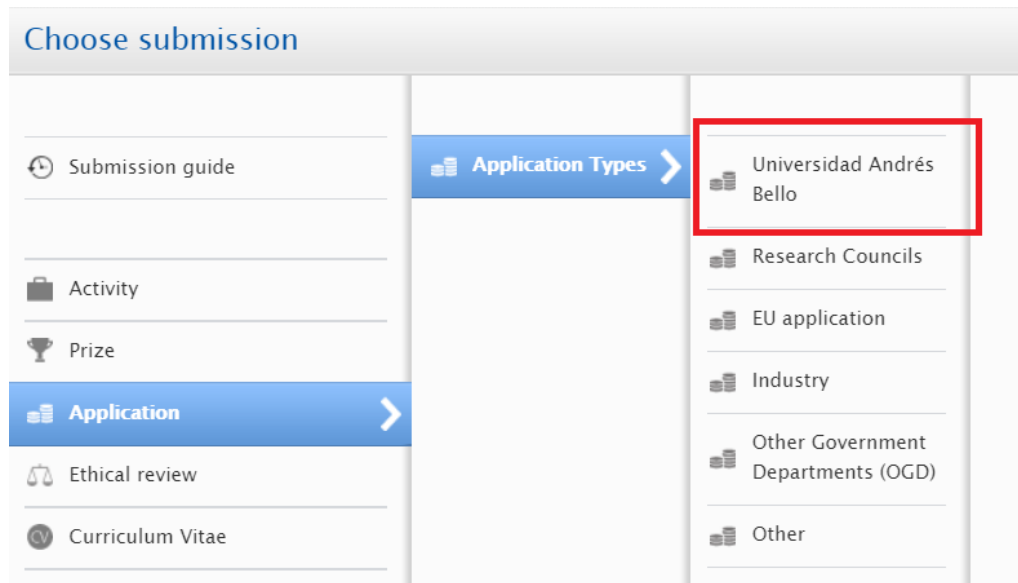 Choose submission
Submission guide
Activity
Prize
Application
Ethical review
CV
Curriculum Vitae
Application Types
Universidad Andrés
Bello
Research Councils
EU application
Industry
Other Government
Departments (OGD)
Other